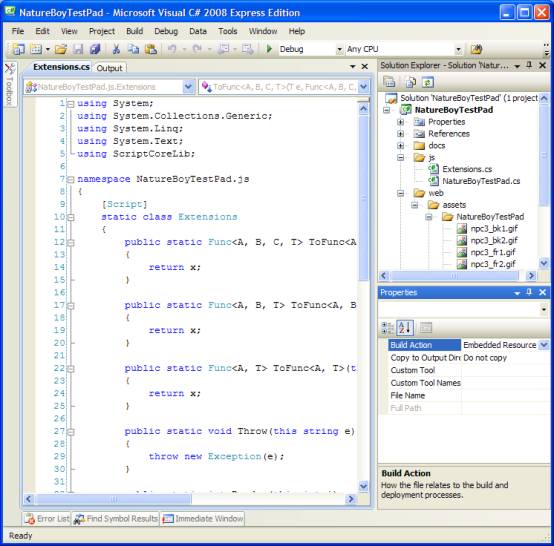 NatureBoyTestPad - Microsoft Visual C# 2008 Express Edition
File Edit View Project Build Debug Data Tools Window Help
Debug Any CPU
Toolbox
Extensions.cs Output
NatureBoyTestPad.js.Extensions ToFunc<A, B, C, T>(T e, Func<A, B, C,
1 using System;
2 using System.Collections.Generic;
3 using System.Linq;
4 using System.Text;
5 using ScriptCoreLib;
6
7 namespace NatureBoyTestPad.js
8 {
9 [Script]
10 static class Extensions
11 {
12 public static Func<A, B, C, T> ToFunc<A
13 {
14 return x;
15 }
16
17 public static Func<A, B, T> ToFunc<A, B
18 {
19 return x;
20 }
21
22 public static Func<A, T> ToFunc<A, T>(t
23 {
24 return x;
25 }
26
27 public static void Throw(this string e)
28 {
29 throw new Exception(e);
30 }
31
Error List Find Symbol Results Immediate Window
Ready
Solution Explorer - Solution 'Natur...
Solution 'NatureBoyTestPad' (1 project
NatureBoyTestPad
Properties
References
docs
js
Extensions.cs
NatureBoyTestPad.cs
web
assets
NatureBoyTestPad
npc3_bk1.gif
npc3_bk2.gif
npc3_fr1.gif
npc3_fr2.gif
Properties
Build Action Embedded Resource
Copy to Output Dire Do not copy
Custom Tool
Custom Tool Names
File Name
Full Path
Build Action
How the file relates to the build and
deployment processes.